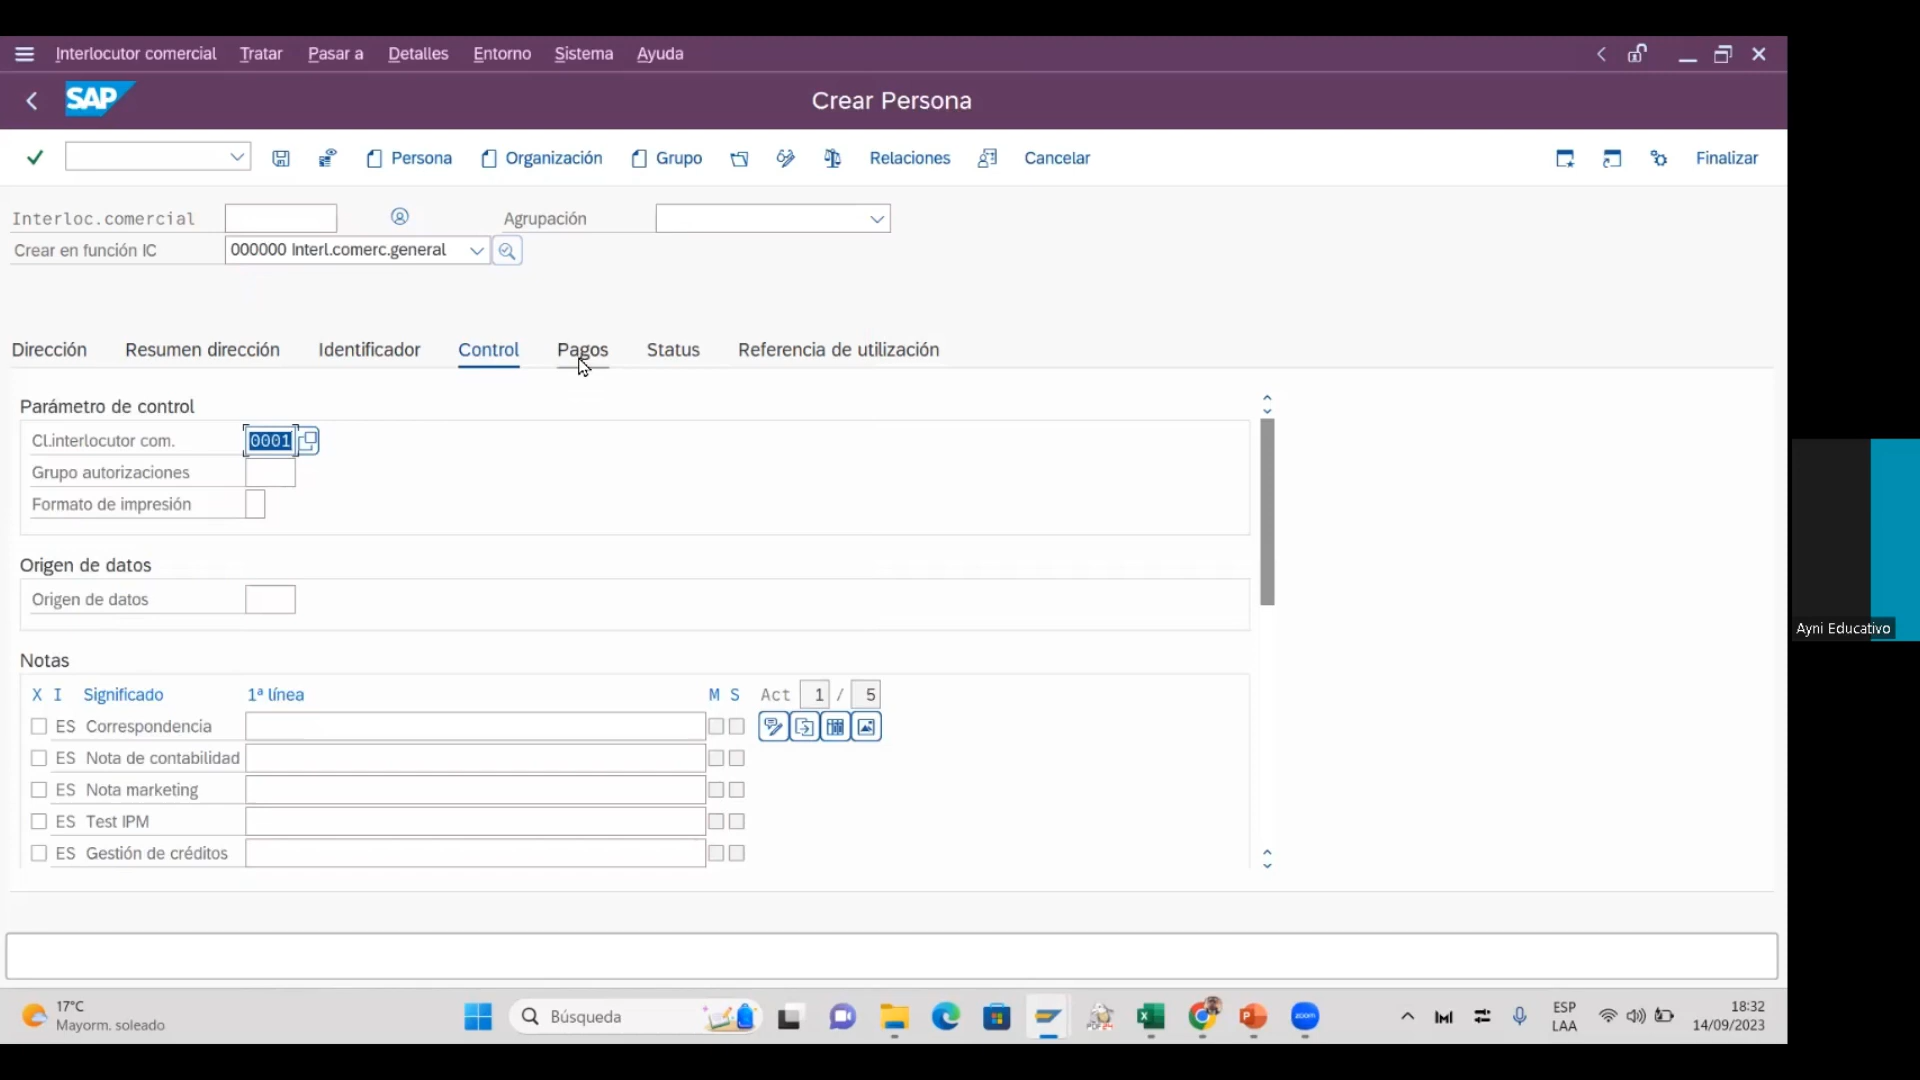 Interlocutor comercial Tratar Pasar a Detalles Entorno Sistema Ayuda
SAP Crear Persona
Persona Organización Grupo Relaciones Cancelar Finalizar
Interloc.comercial Agrupación
Crear en función IC 000000 Interl.comerc.general
Dirección Resumen dirección Identificador Control Pagos Status Referencia de utilización
Parámetro de control
Cl.interlocutor com. 0001
Grupo autorizaciones
Formato de impresión
Origen de datos
Origen de datos
Ayni Educativo
Notas
X I Significado 1ª línea M S Act 1 / 5
ES Correspondencia
ES Nota de contabilidad
ES Nota marketing
ES Test IPM
ES Gestión de créditos
17°C
Mayorm. soleado
Búsqueda
zoom
ESP
LAA
18:32
14/09/2023